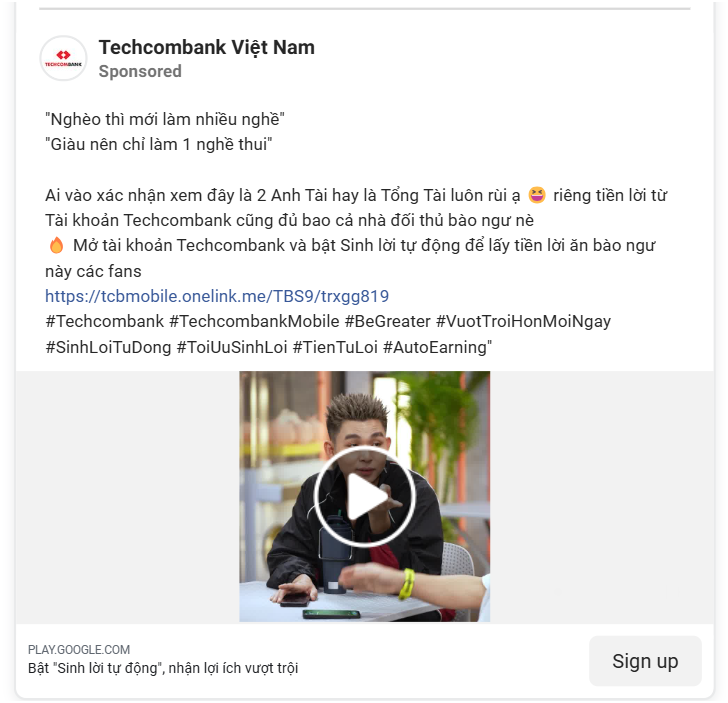 Techcombank Việt Nam
TECHCOMBANK
Sponsored
"Nghèo thì mới làm nhiều nghề"
"Giàu nên chỉ làm 1 nghề thui"
Ai vào xác nhận xem đây là 2 Anh Tài hay là Tổng Tài luôn rùi ạ 😆 riêng tiền lời từ
Tài khoản Techcombank cũng đủ bao cả nhà đối thủ bào ngư nè
🔥 Mở tài khoản Techcombank và bật Sinh lời tự động để lấy tiền lời ăn bào ngư
này các fans
https://tcbmobile.onelink.me/TBS9/trxgg819
#Techcombank #TechcombankMobile #BeGreater #VuotTroiHonMoiNgay
#SinhLoiTuDong #ToiUuSinhLoi #TienTuLoi #AutoEarning"
PLAY.GOOGLE.COM
Bật "Sinh lời tự động", nhận lợi ích vượt trội
Sign up